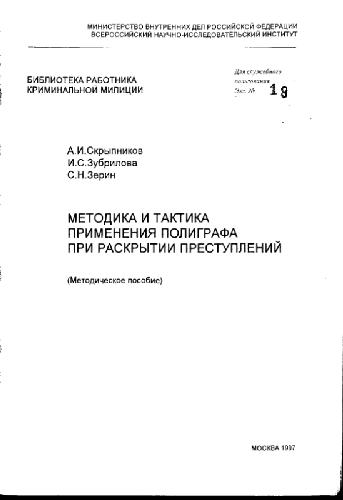 МИНИСТЕРСТВО ВНУТРЕННИХ ДЕЛ РОССИЙСКОЙ ФЕДЕРАЦИИ
ВСЕРОССИЙСКИЙ НАУЧНО-ИССЛЕДОВАТЕЛЬСКИЙ ИНСТИТУТ
БИБЛИОТЕКА РАБОТНИКА
КРИМИНАЛЬНОЙ МИЛИЦИИ
Для служебного
пользования
Экз. № 19
А.И.Скрыпников
И.С.Зубрилова
С.Н.Зерин
МЕТОДИКА И ТАКТИКА
ПРИМЕНЕНИЯ ПОЛИГРАФА
ПРИ РАСКРЫТИИ ПРЕСТУПЛЕНИЙ
(Методическое пособие)
МОСКВА 1997